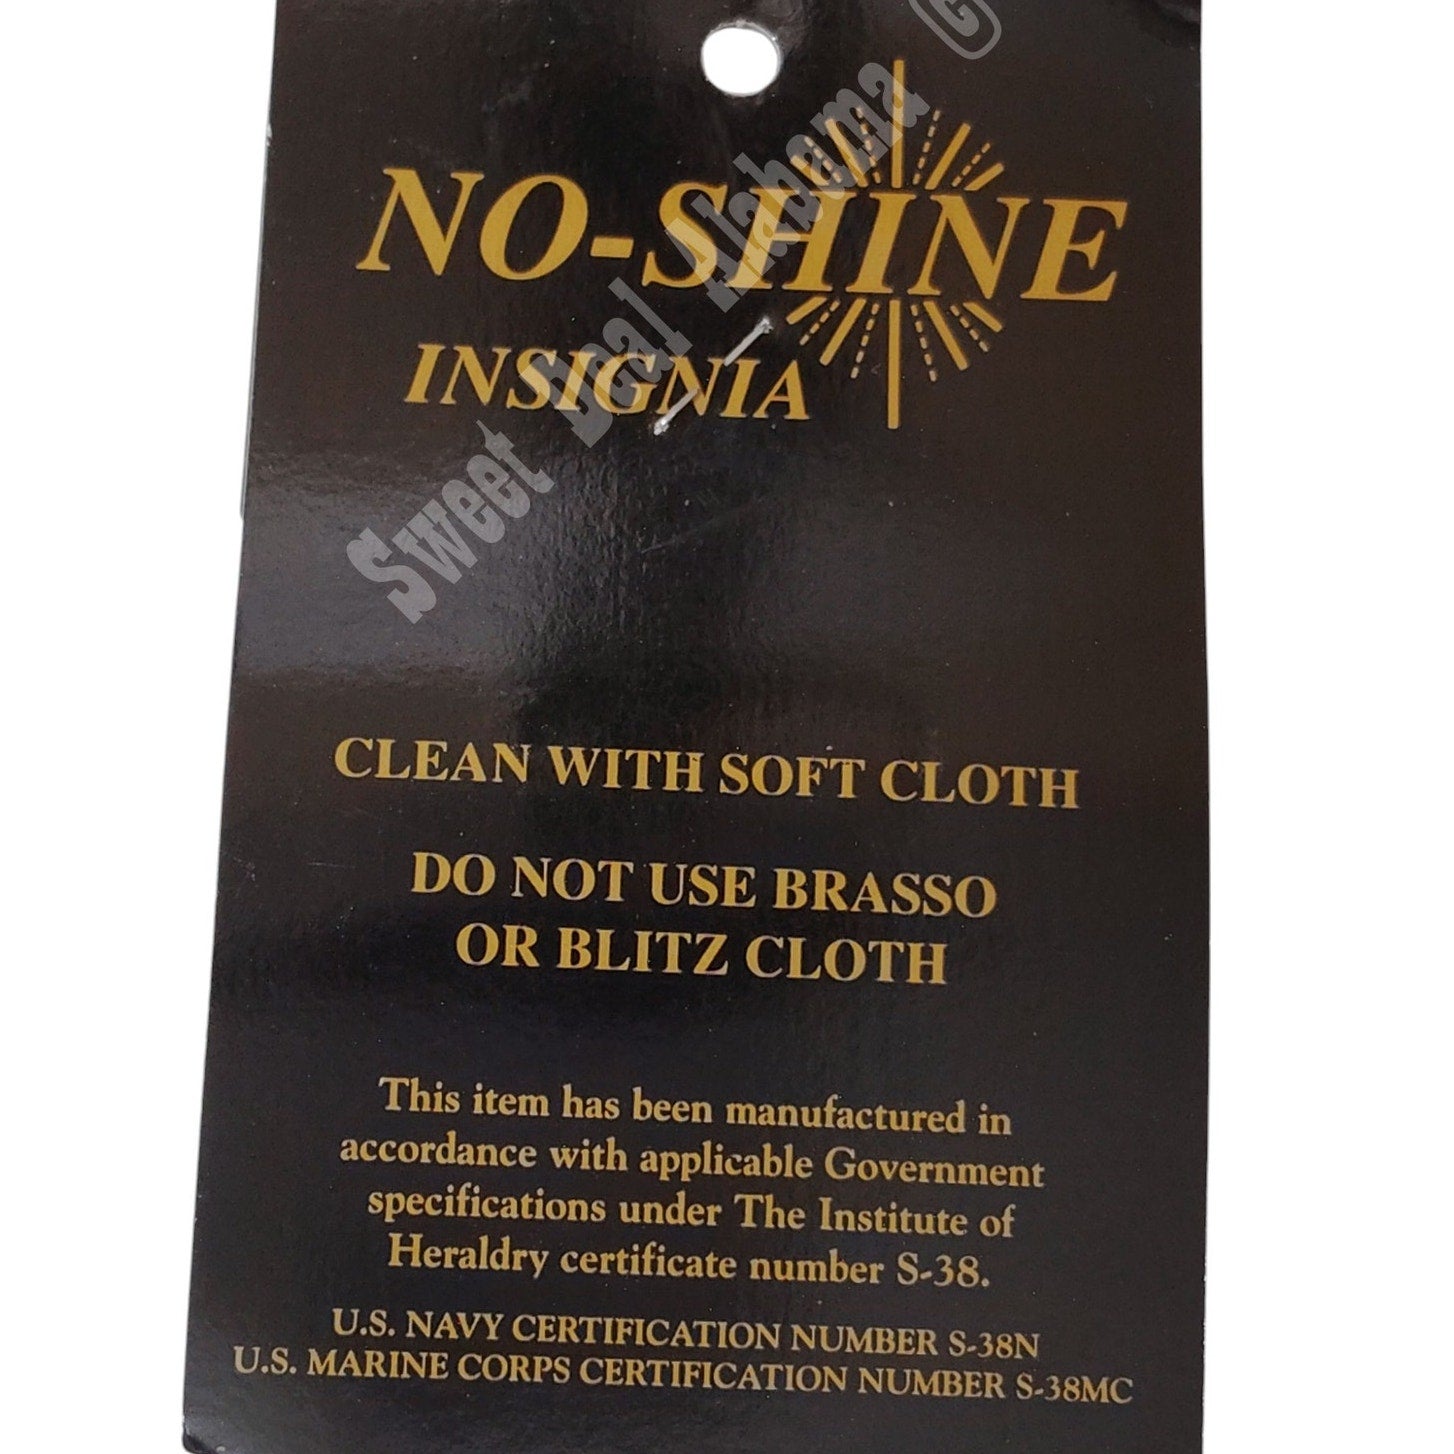 NO-SHINE
INSIGNIA
Sweet Deal Alabama ©
CLEAN WITH SOFT CLOTH
DO NOT USE BRASSO
OR BLITZ CLOTH
This item has been manufactured in
accordance with applicable Government
specifications under The Institute of
Heraldry certificate number S-38.
U.S. NAVY CERTIFICATION NUMBER S-38N
U.S. MARINE CORPS CERTIFICATION NUMBER S-38MC